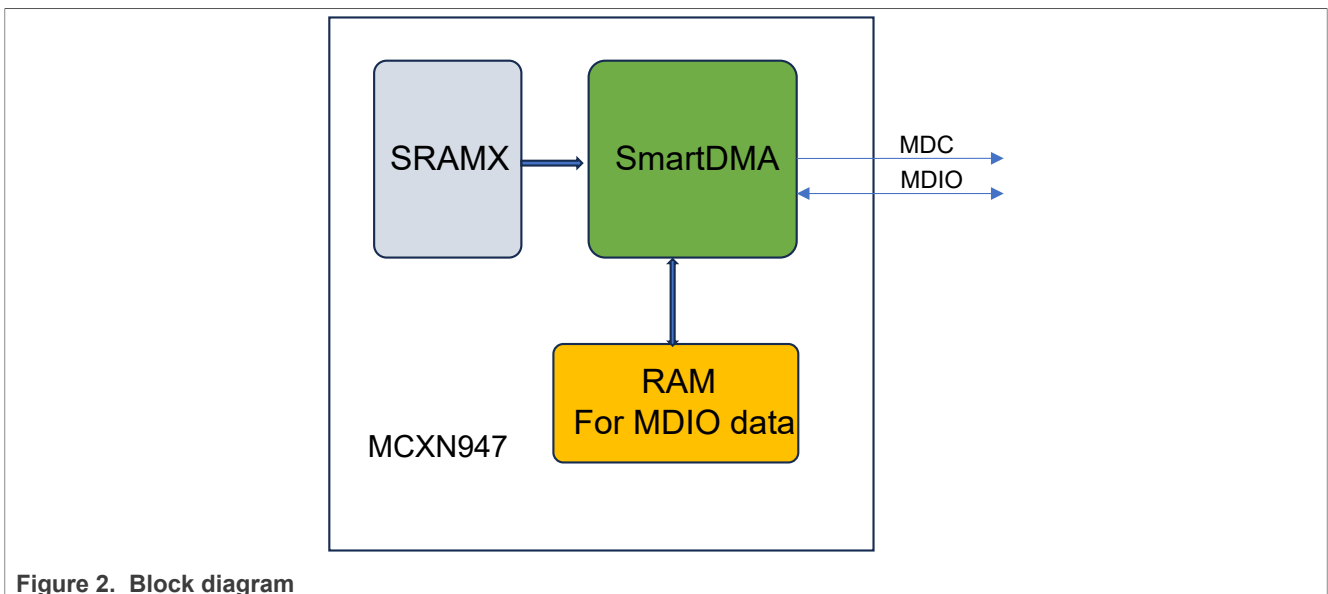 SRAMX
SmartDMA
MDC
MDIO
RAM
For MDIO data
MCXN947
Figure 2. Block diagram